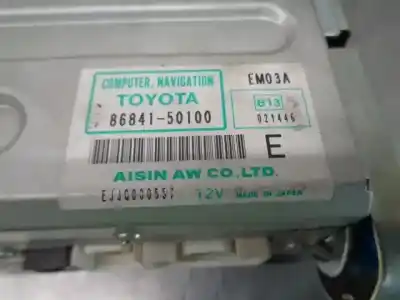 COMPUTER, NAVIGATION
EM03A
TOYOTA
B13
86841-50100
021446
E
AISIN AW CO., LTD.
12V
MADE IN JAPAN